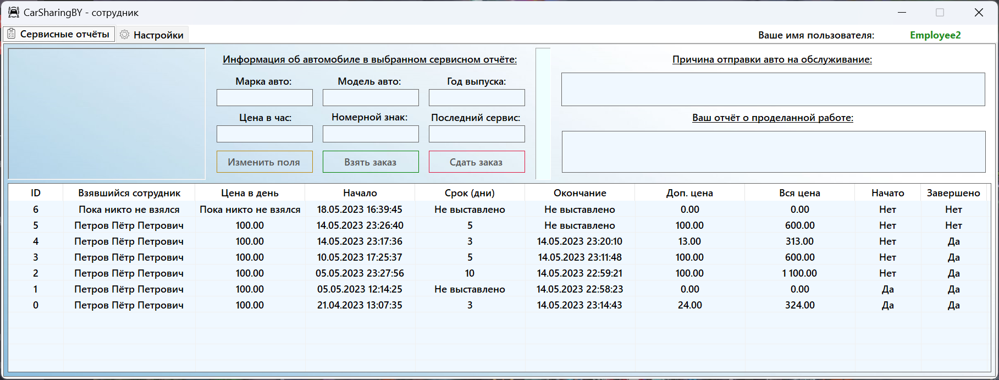 CarSharingBY - сотрудник
Сервисные отчёты Настройки Ваше имя пользователя: Employee2
Информация об автомобиле в выбранном сервисном отчёте:
Марка авто: Модель авто: Год выпуска:
Цена в час: Номерной знак: Последний сервис:
Изменить поля Взять заказ Сдать заказ
Причина отправки авто на обслуживание:
Ваш отчёт о проделанной работе:
ID Взявшийся сотрудник Цена в день Начало Срок (дни) Окончание Доп. цена Вся цена Начато Завершено
6 Пока никто не взялся Пока никто не взялся 18.05.2023 16:39:45 Не выставлено Не выставлено 0.00 0.00 Нет Нет
5 Петров Пётр Петрович 100.00 14.05.2023 23:26:40 5 Не выставлено 100.00 600.00 Нет Нет
4 Петров Пётр Петрович 100.00 14.05.2023 23:17:36 3 14.05.2023 23:20:10 13.00 313.00 Нет Да
3 Петров Пётр Петрович 100.00 10.05.2023 17:25:37 5 14.05.2023 23:11:48 100.00 600.00 Нет Да
2 Петров Пётр Петрович 100.00 05.05.2023 23:27:56 10 14.05.2023 22:59:21 100.00 1 100.00 Нет Да
1 Петров Пётр Петрович 100.00 05.05.2023 12:14:25 Не выставлено 14.05.2023 22:58:23 0.00 0.00 Да Да
0 Петров Пётр Петрович 100.00 21.04.2023 13:07:35 3 14.05.2023 23:14:43 24.00 324.00 Да Да